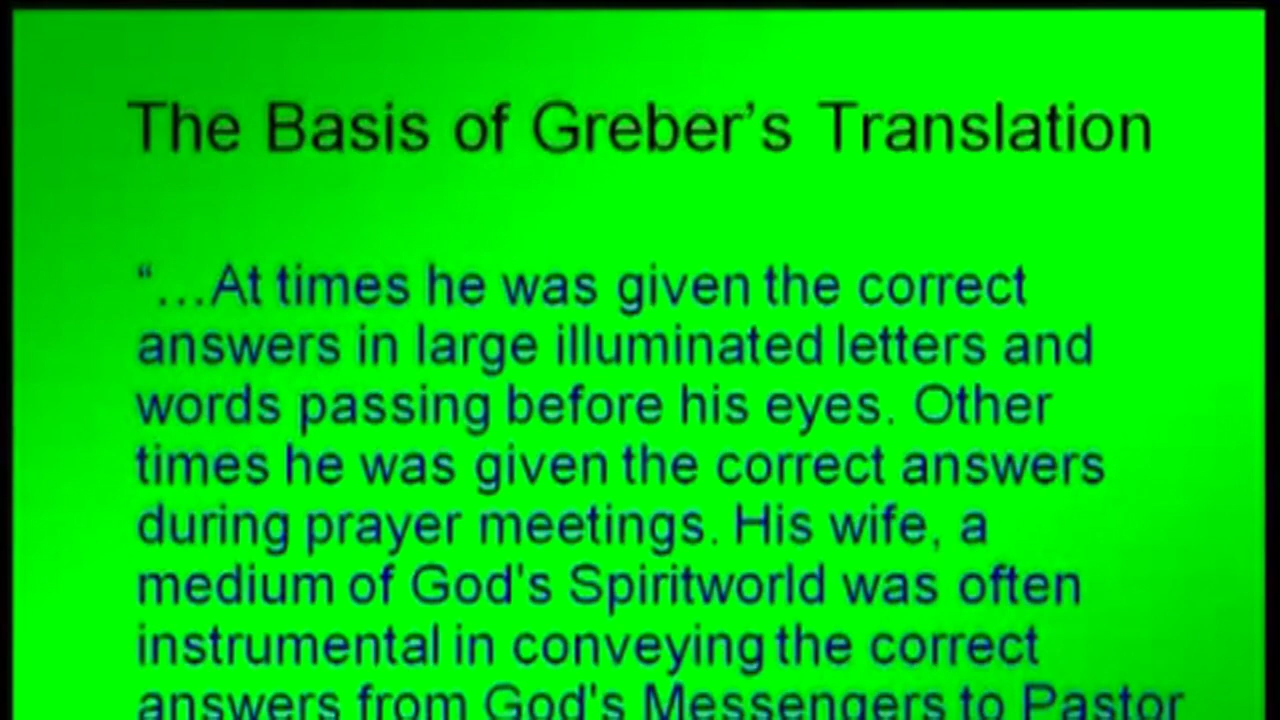 The Basis of Greber’s Translation
“…At times he was given the correct
answers in large illuminated letters and
words passing before his eyes. Other
times he was given the correct answers
during prayer meetings. His wife, a
medium of God's Spiritworld was often
instrumental in conveying the correct
answers from God's Messengers to Pastor